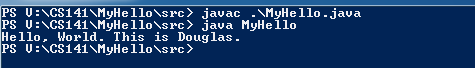 PS V:\CS141\MyHello\src> javac .\MyHello.java
PS V:\CS141\MyHello\src> java MyHello
Hello, World. This is Douglas.
PS V:\CS141\MyHello\src>